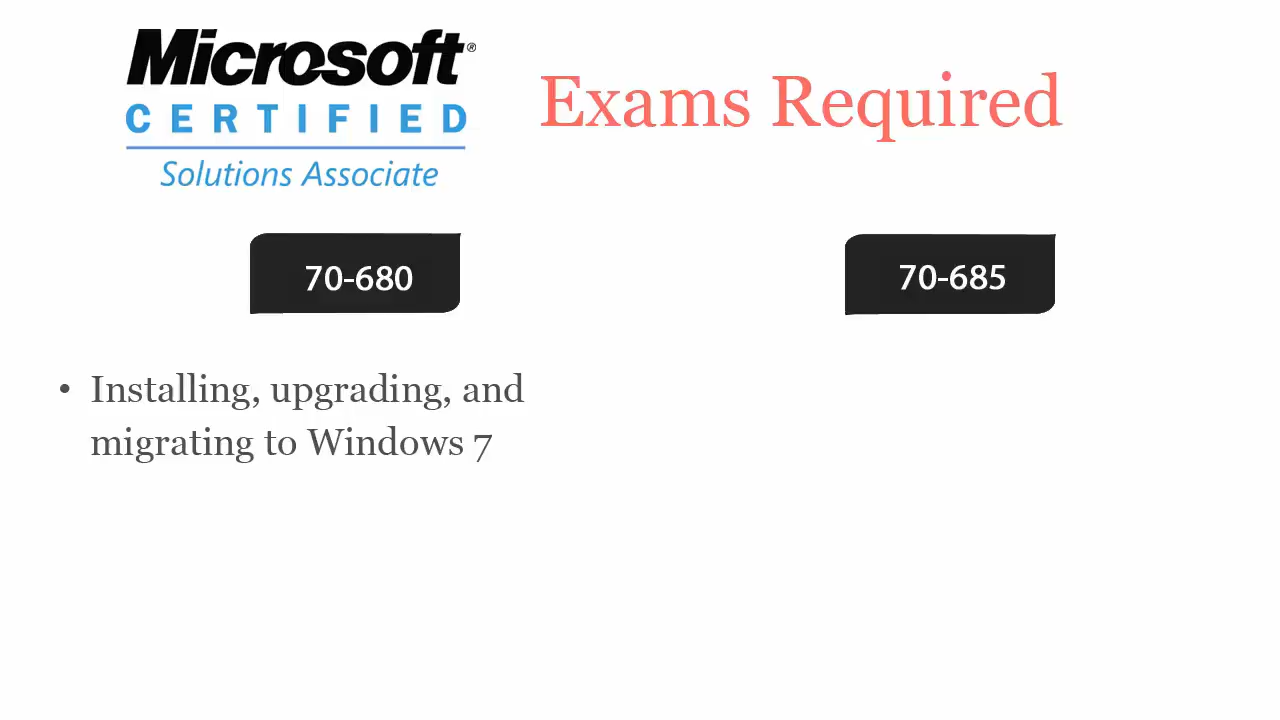 Microsoft®
CERTIFIED
Solutions Associate
Exams Required
70-680
70-685
• Installing, upgrading, and
migrating to Windows 7